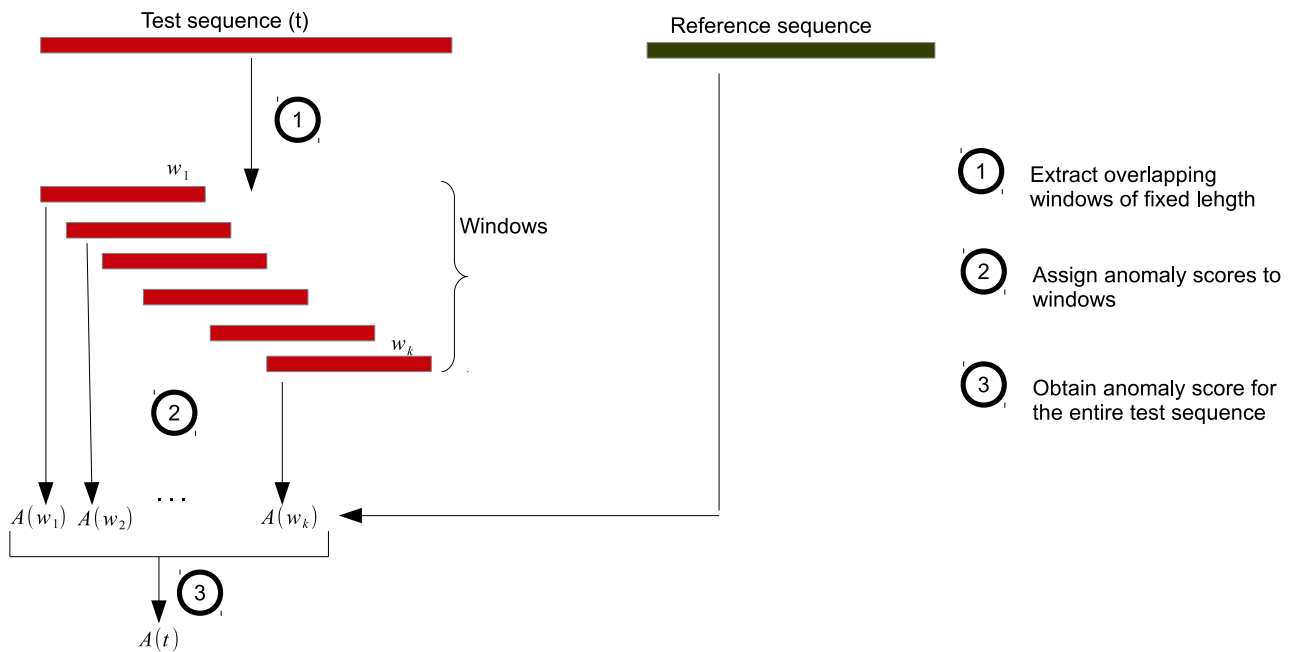 Test sequence (t)
Reference sequence
1
w1
Windows
wk
2
. . .
A(w1) A(w2) A(wk)
3
A(t)
1 Extract overlapping
windows of fixed lehgth
2 Assign anomaly scores to
windows
3 Obtain anomaly score for
the entire test sequence